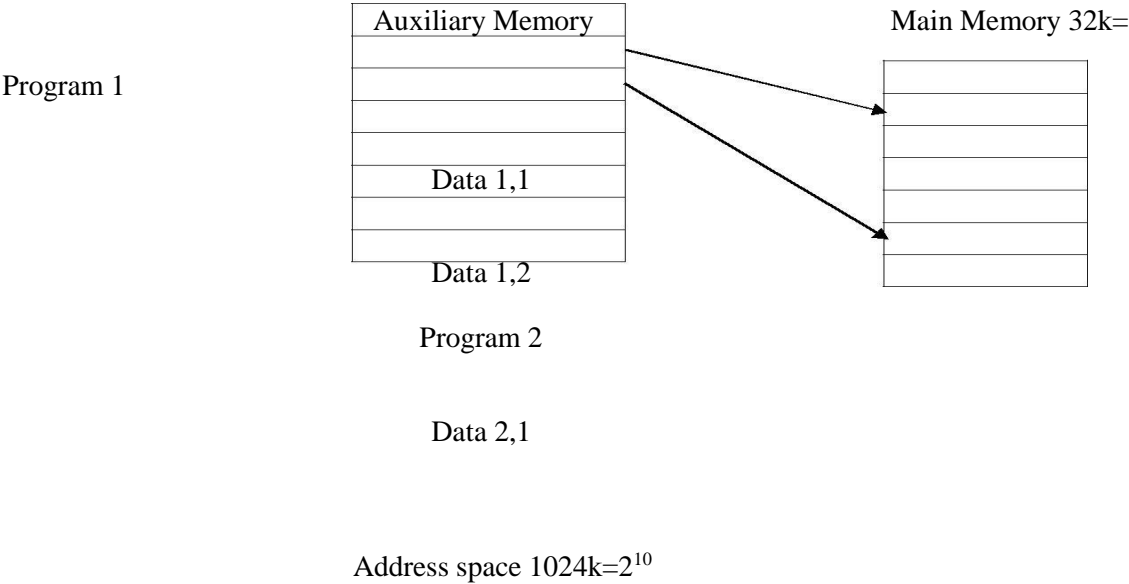 Auxiliary Memory
Main Memory 32k=
Program 1
Data 1,1
Data 1,2
Program 2
Data 2,1
Address space 1024k=2¹⁰